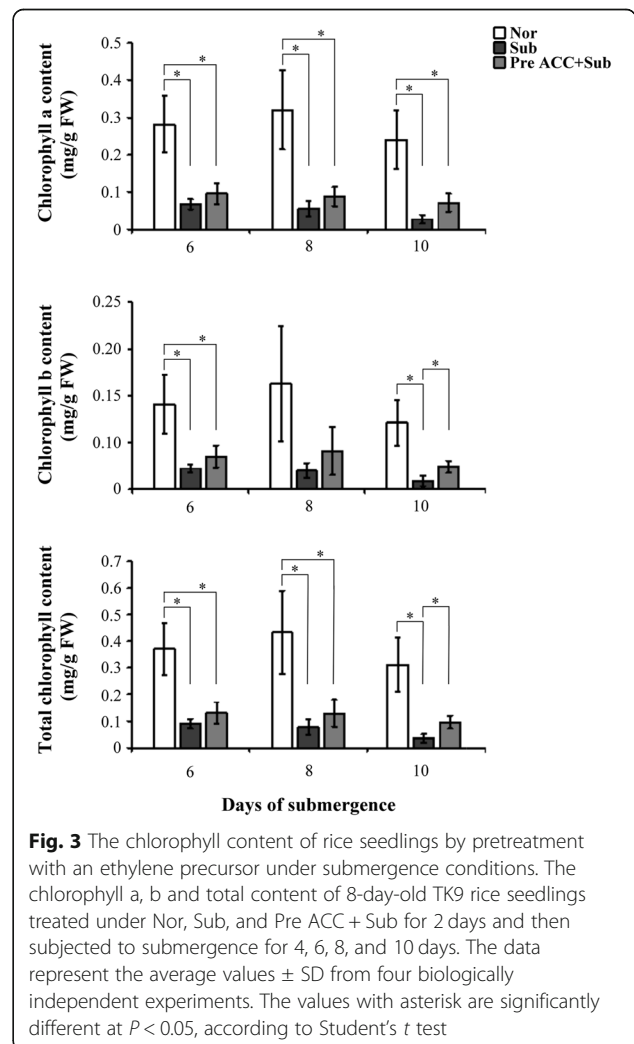 Nor
Sub
Pre ACC+Sub
Chlorophyll a content
(mg/g FW)
0.5
0.3
0.2
0.1
0
* * * * * *
6 8 10
Chlorophyll b content
(mg/g FW)
0.25
0.20
0.15
0.10
0
* * * *
6 8 10
Total chlorophyll content
(mg/g FW)
0.7
0.6
0.5
0.4
0.3
0.2
0.1
0
* * * * * *
6 8 10
Days of submergence
Fig. 3 The chlorophyll content of rice seedlings by pretreatment
with an ethylene precursor under submergence conditions. The
chlorophyll a, b and total content of 8-day-old TK9 rice seedlings
treated under Nor, Sub, and Pre ACC + Sub for 2 days and then
subjected to submergence for 4, 6, 8, and 10 days. The data
represent the average values ± SD from four biologically
independent experiments. The values with asterisk are significantly
different at P < 0.05, according to Student's t test